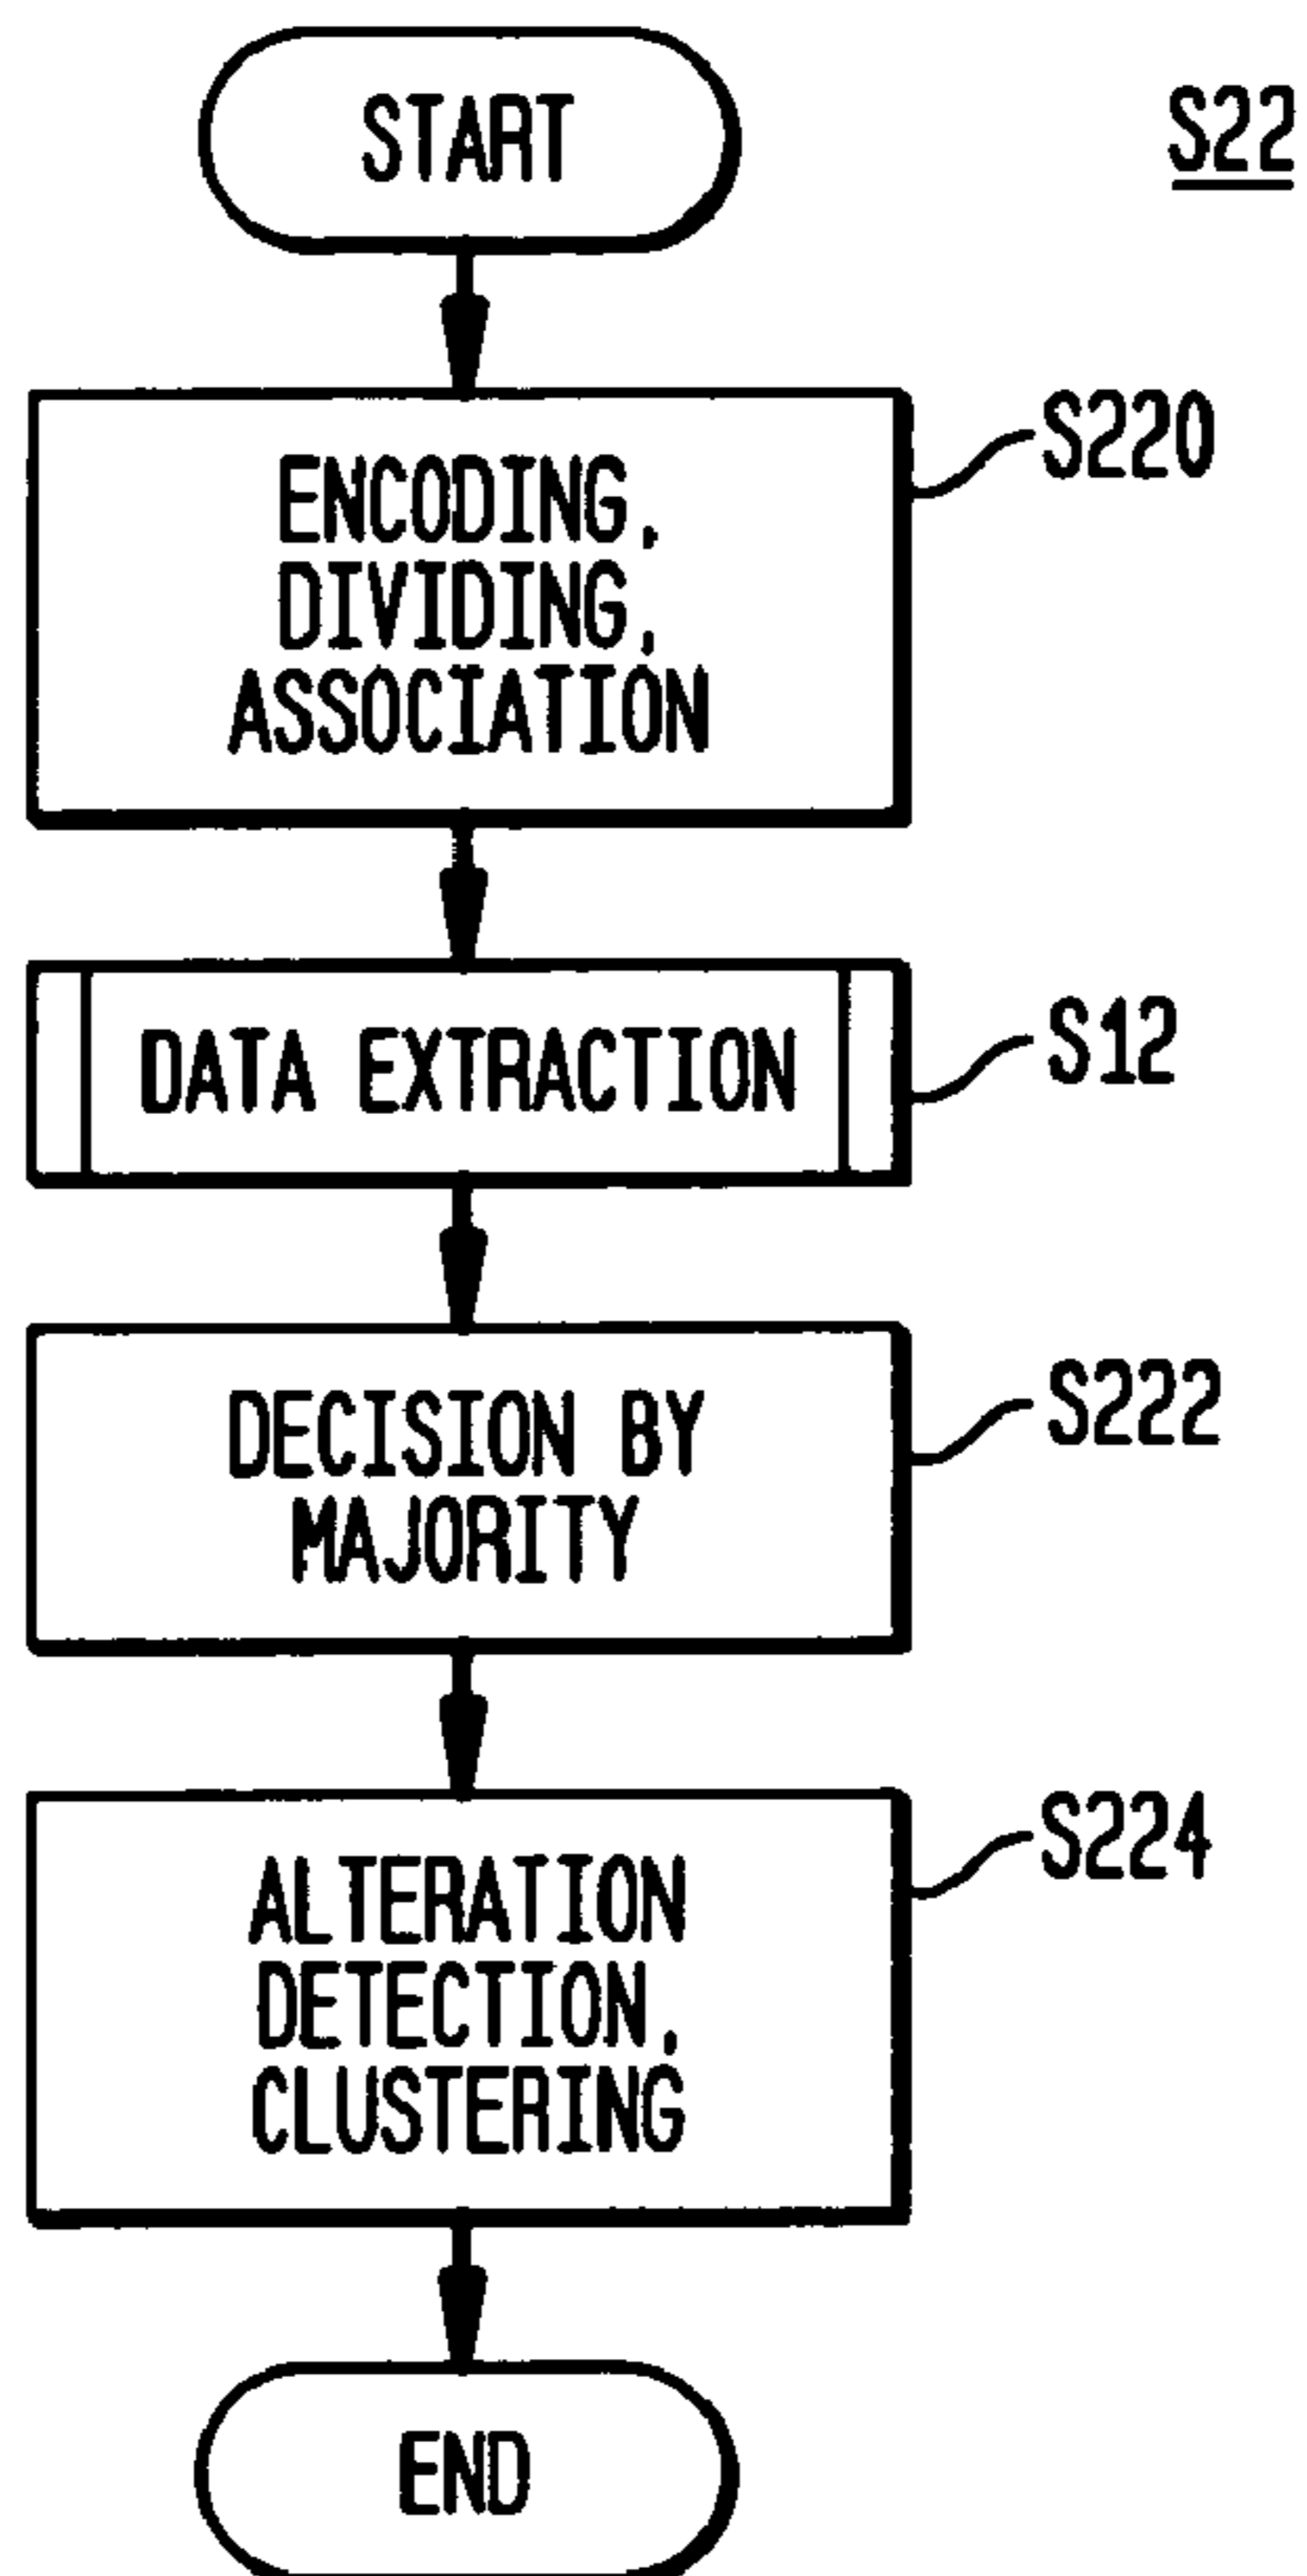 START
S22
ENCODING,
DIVIDING,
ASSOCIATION
S220
DATA EXTRACTION
S12
DECISION BY
MAJORITY
S222
ALTERATION
DETECTION,
CLUSTERING
S224
END